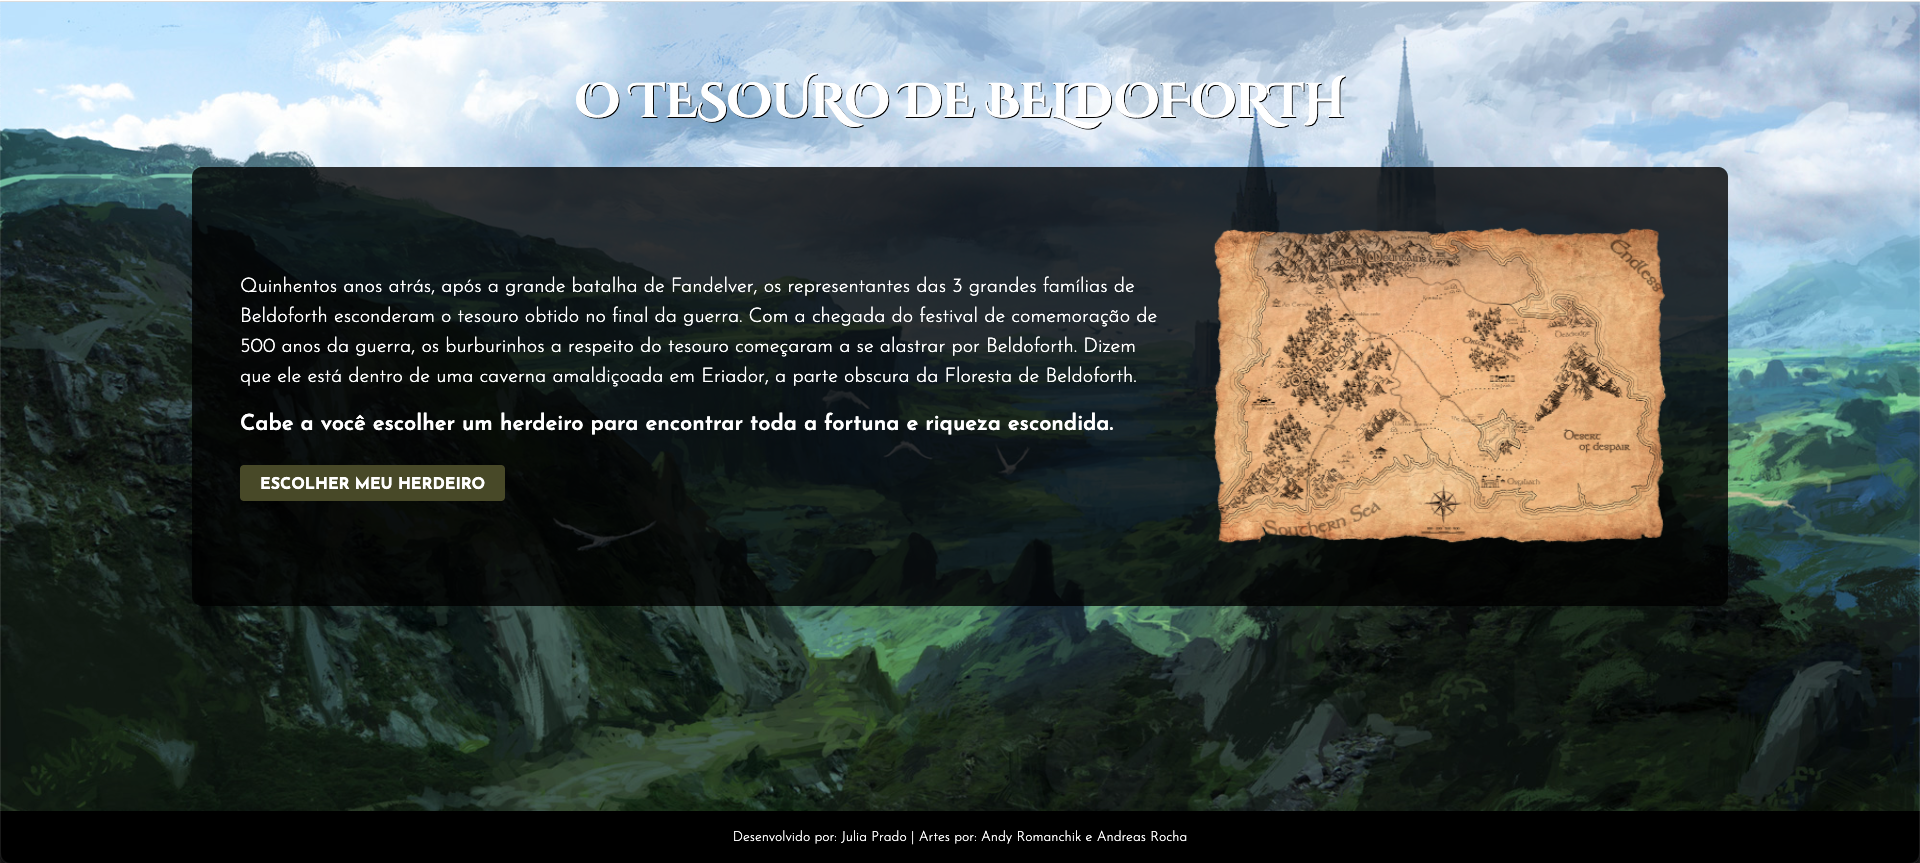 O TESOURO DE BELDOFORTH
Quinhentos anos atrás, após a grande batalha de Fandelver, os representantes das 3 grandes famílias de
Beldoforth esconderam o tesouro obtido no final da guerra. Com a chegada do festival de comemoração de
500 anos da guerra, os burburinhos a respeito do tesouro começaram a se alastrar por Beldoforth. Dizem
que ele está dentro de uma caverna amaldiçoada em Eriador, a parte obscura da Floresta de Beldoforth.
Cabe a você escolher um herdeiro para encontrar toda a fortuna e riqueza escondida.
ESCOLHER MEU HERDEIRO
Endless
Desert
of despair
Southern Sea
Desenvolvido por: Julia Prado | Artes por: Andy Romanchik e Andreas Rocha